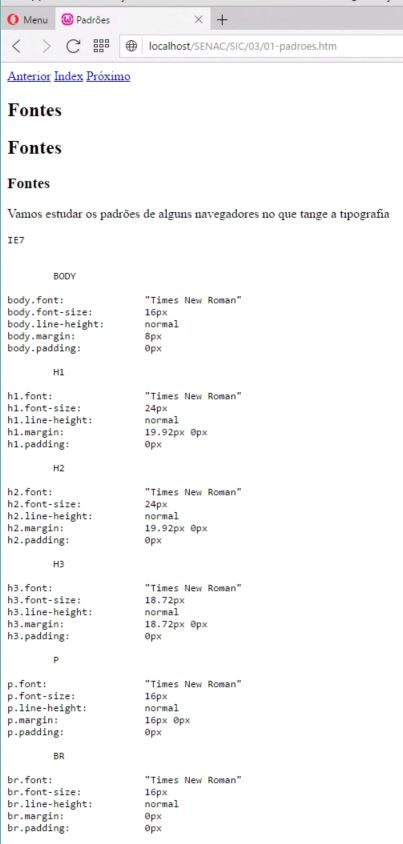 Menu
Padrões
localhost/SENAC/SIC/03/01-padroes.htm
Anterior Index Próximo
Fontes
Fontes
Fontes
Vamos estudar os padrões de alguns navegadores no que tange a tipografia
IE7
BODY
body.font: "Times New Roman"
body.font-size: 16px
body.line-height: normal
body.margin: 8px
body.padding: 0px
H1
h1.font: "Times New Roman"
h1.font-size: 24px
h1.line-height: normal
h1.margin: 19.92px 0px
h1.padding: 0px
H2
h2.font: "Times New Roman"
h2.font-size: 24px
h2.line-height: normal
h2.margin: 19.92px 0px
h2.padding: 0px
H3
h3.font: "Times New Roman"
h3.font-size: 18.72px
h3.line-height: normal
h3.margin: 18.72px 0px
h3.padding: 0px
P
p.font: "Times New Roman"
p.font-size: 16px
p.line-height: normal
p.margin: 16px 0px
p.padding: 0px
BR
br.font: "Times New Roman"
br.font-size: 16px
br.line-height: normal
br.margin: 0px
br.padding: 0px